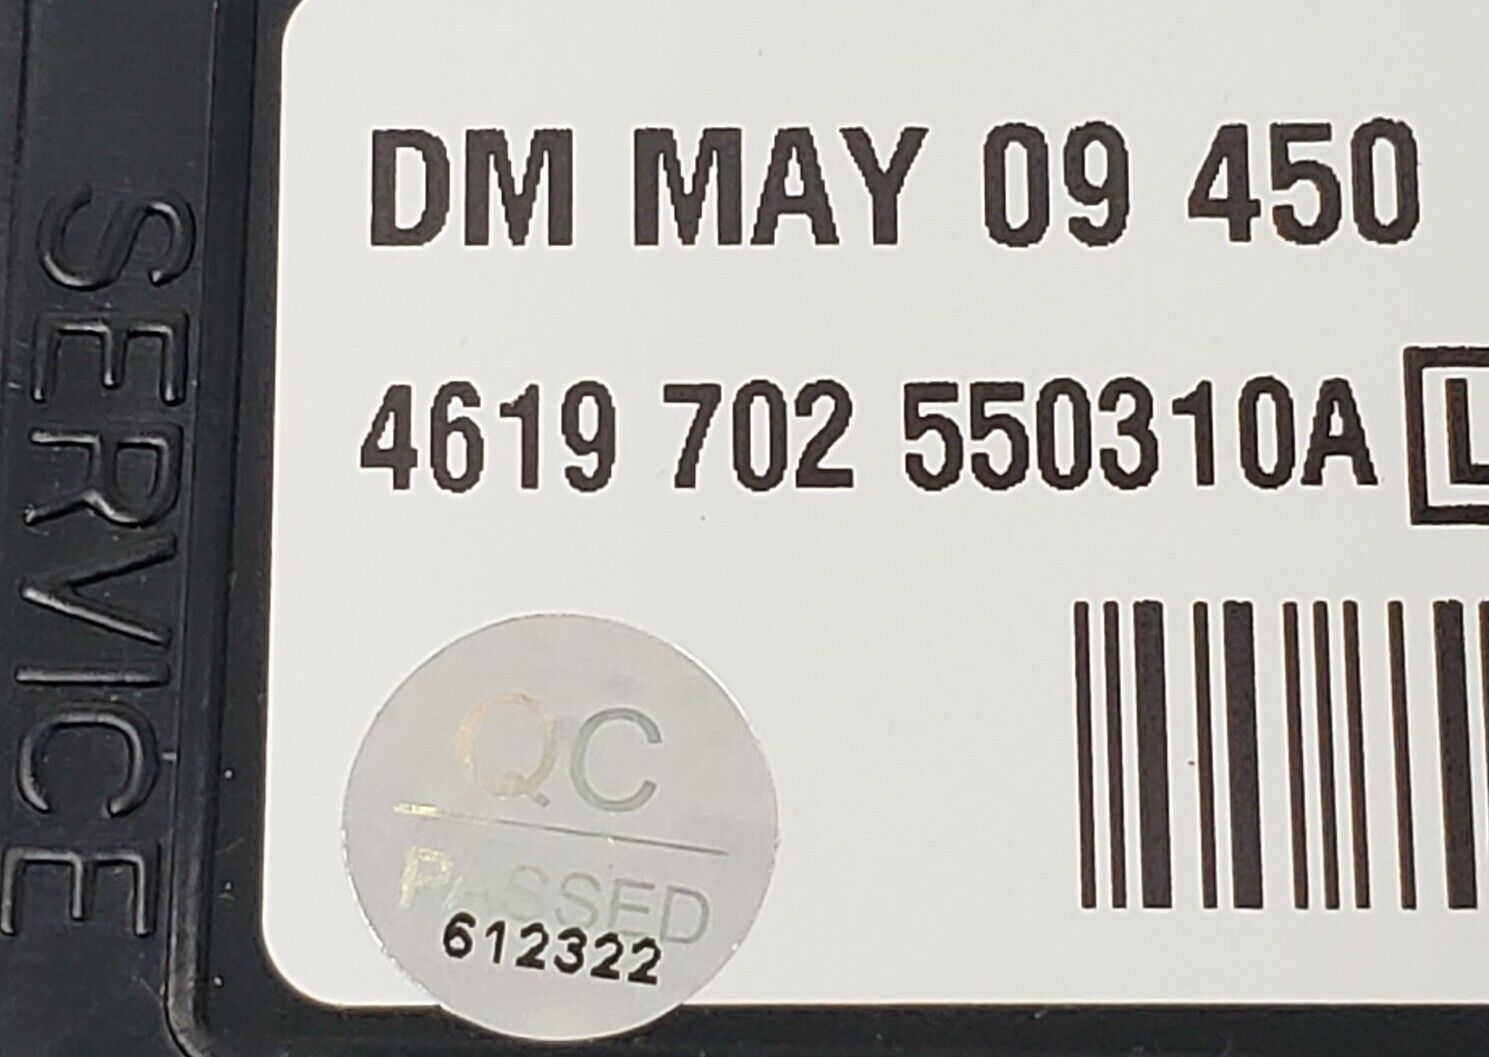 SERVICE
DM MAY 09 450
4619 702 550310A L
QC
PASSED
612322